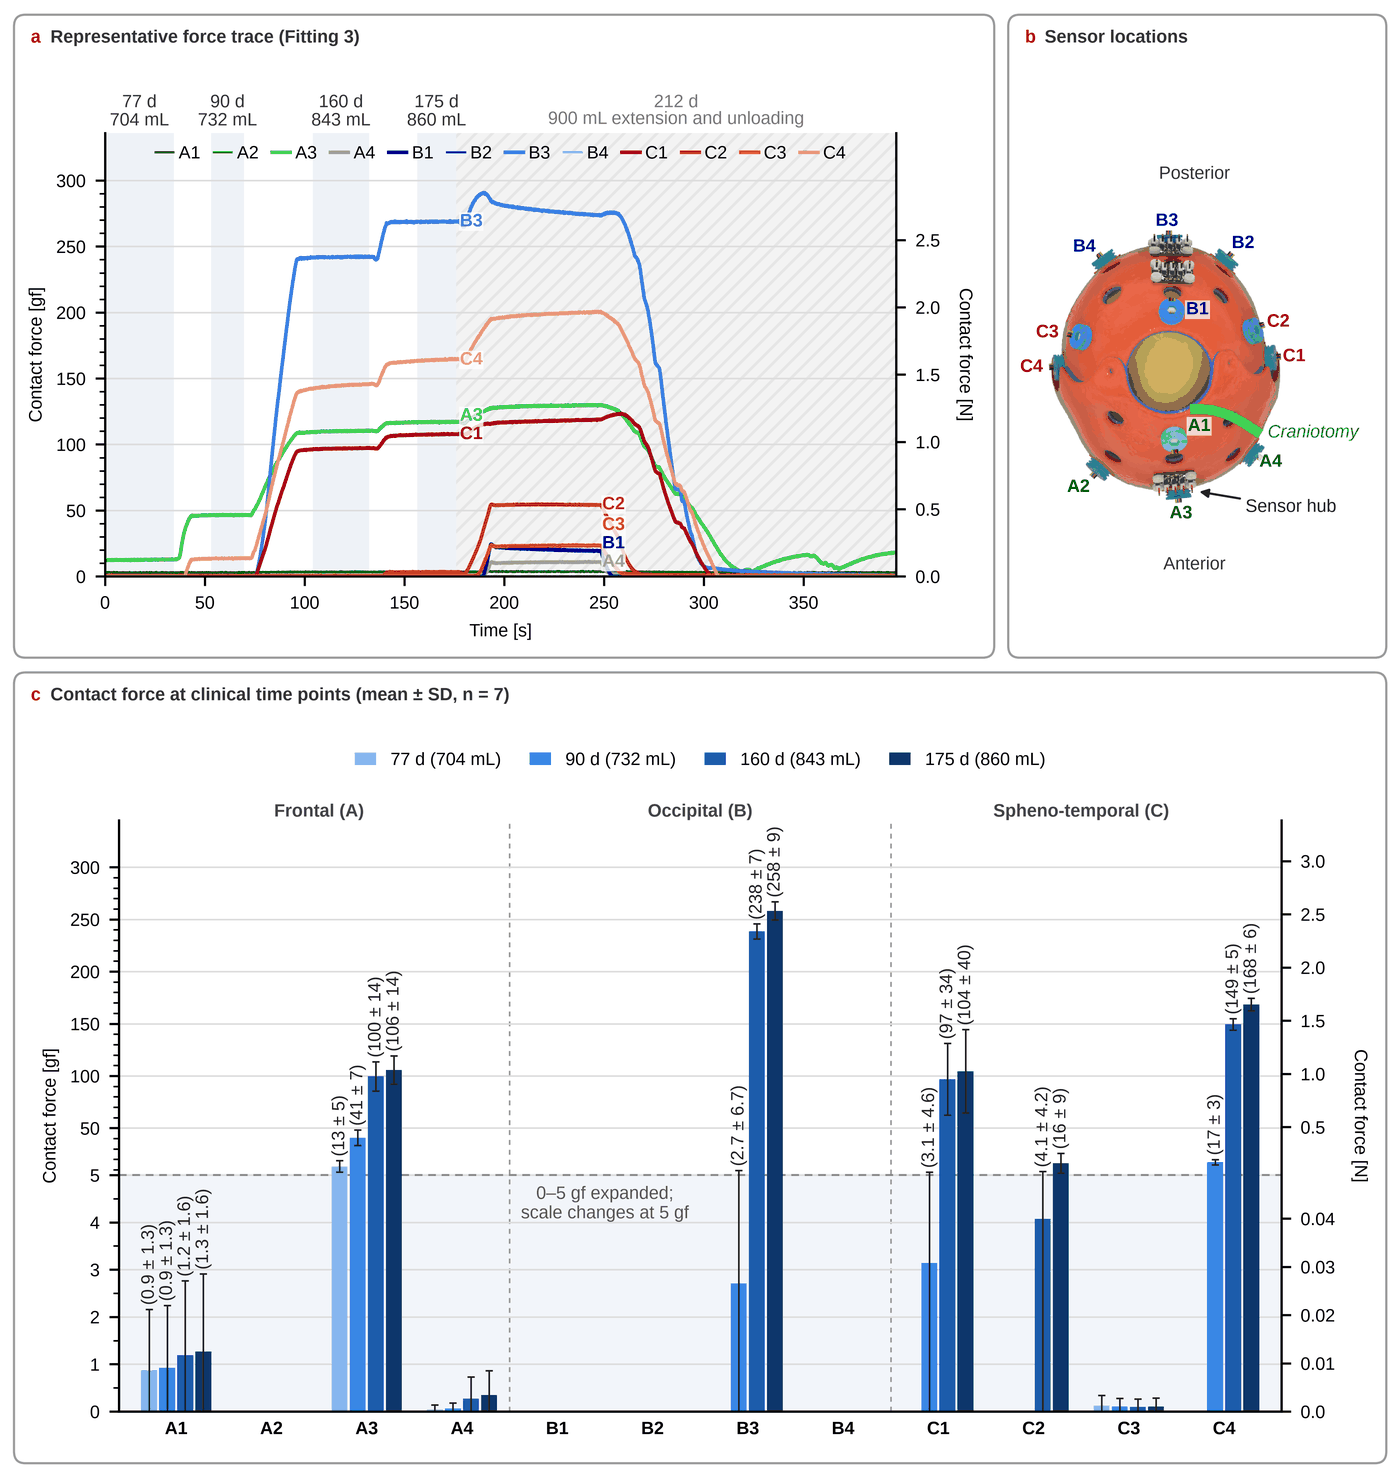 a Representative force trace (Fitting 3)
77 d
704 mL
90 d
732 mL
160 d
843 mL
175 d
860 mL
212 d
900 mL extension and unloading
A1 A2 A3 A4 B1 B2 B3 B4 C1 C2 C3 C4
300
250
200
150
100
50
0
Contact force [gf]
2.5
2.0
1.5
1.0
0.5
0.0
Contact force [N]
B3
C4
A3
C1
C2
C3
B1
A4
0 50 100 150 200 250 300 350
Time [s]
b Sensor locations
Posterior
B3
B4
B2
B1
C3
C2
C4
C1
A1
Craniotomy
A4
A2
A3
Sensor hub
Anterior
c Contact force at clinical time points (mean ± SD, n = 7)
77 d (704 mL) 90 d (732 mL) 160 d (843 mL) 175 d (860 mL)
Frontal (A) Occipital (B) Spheno-temporal (C)
300
250
200
150
100
50
5
4
3
2
1
0
Contact force [gf]
(0.9 ± 1.3)
(0.9 ± 1.3)
(1.2 ± 1.6)
(1.3 ± 1.6)
(13 ± 5)
(41 ± 7)
(100 ± 14)
(106 ± 14)
0–5 gf expanded;
scale changes at 5 gf
(2.7 ± 6.7)
(238 ± 7)
(258 ± 9)
(3.1 ± 4.6)
(97 ± 34)
(104 ± 40)
(4.1 ± 4.2)
(16 ± 9)
(17 ± 3)
(149 ± 5)
(168 ± 6)
3.0
2.5
2.0
1.5
1.0
0.5
0.04
0.03
0.02
0.01
0.0
Contact force [N]
A1 A2 A3 A4 B1 B2 B3 B4 C1 C2 C3 C4